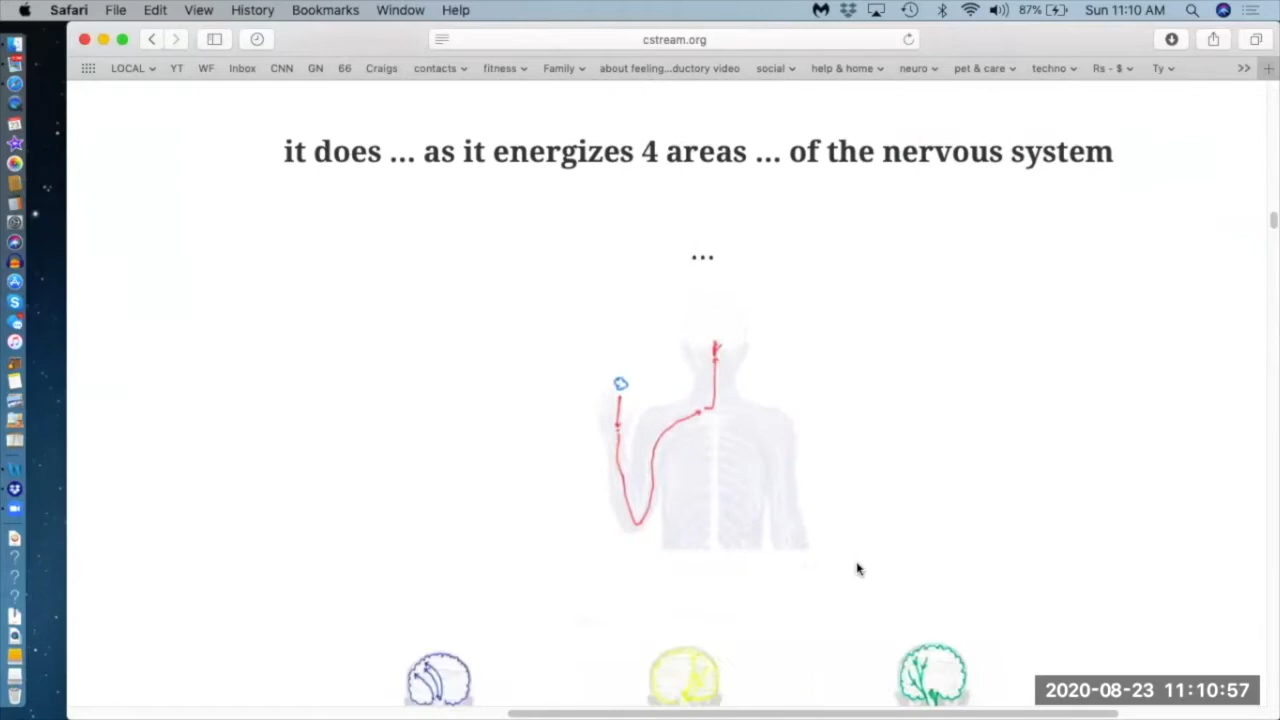 Safari File Edit View History Bookmarks Window Help 87% Sun 11:10 AM
cstream.org
LOCAL YT WF Inbox CNN GN 66 Craigs contacts fitness Family about feeling...ductory video social help & home neuro pet & care techno Rs - $ Ty >> +
it does ... as it energizes 4 areas ... of the nervous system
...
2020-08-23 11:10:57